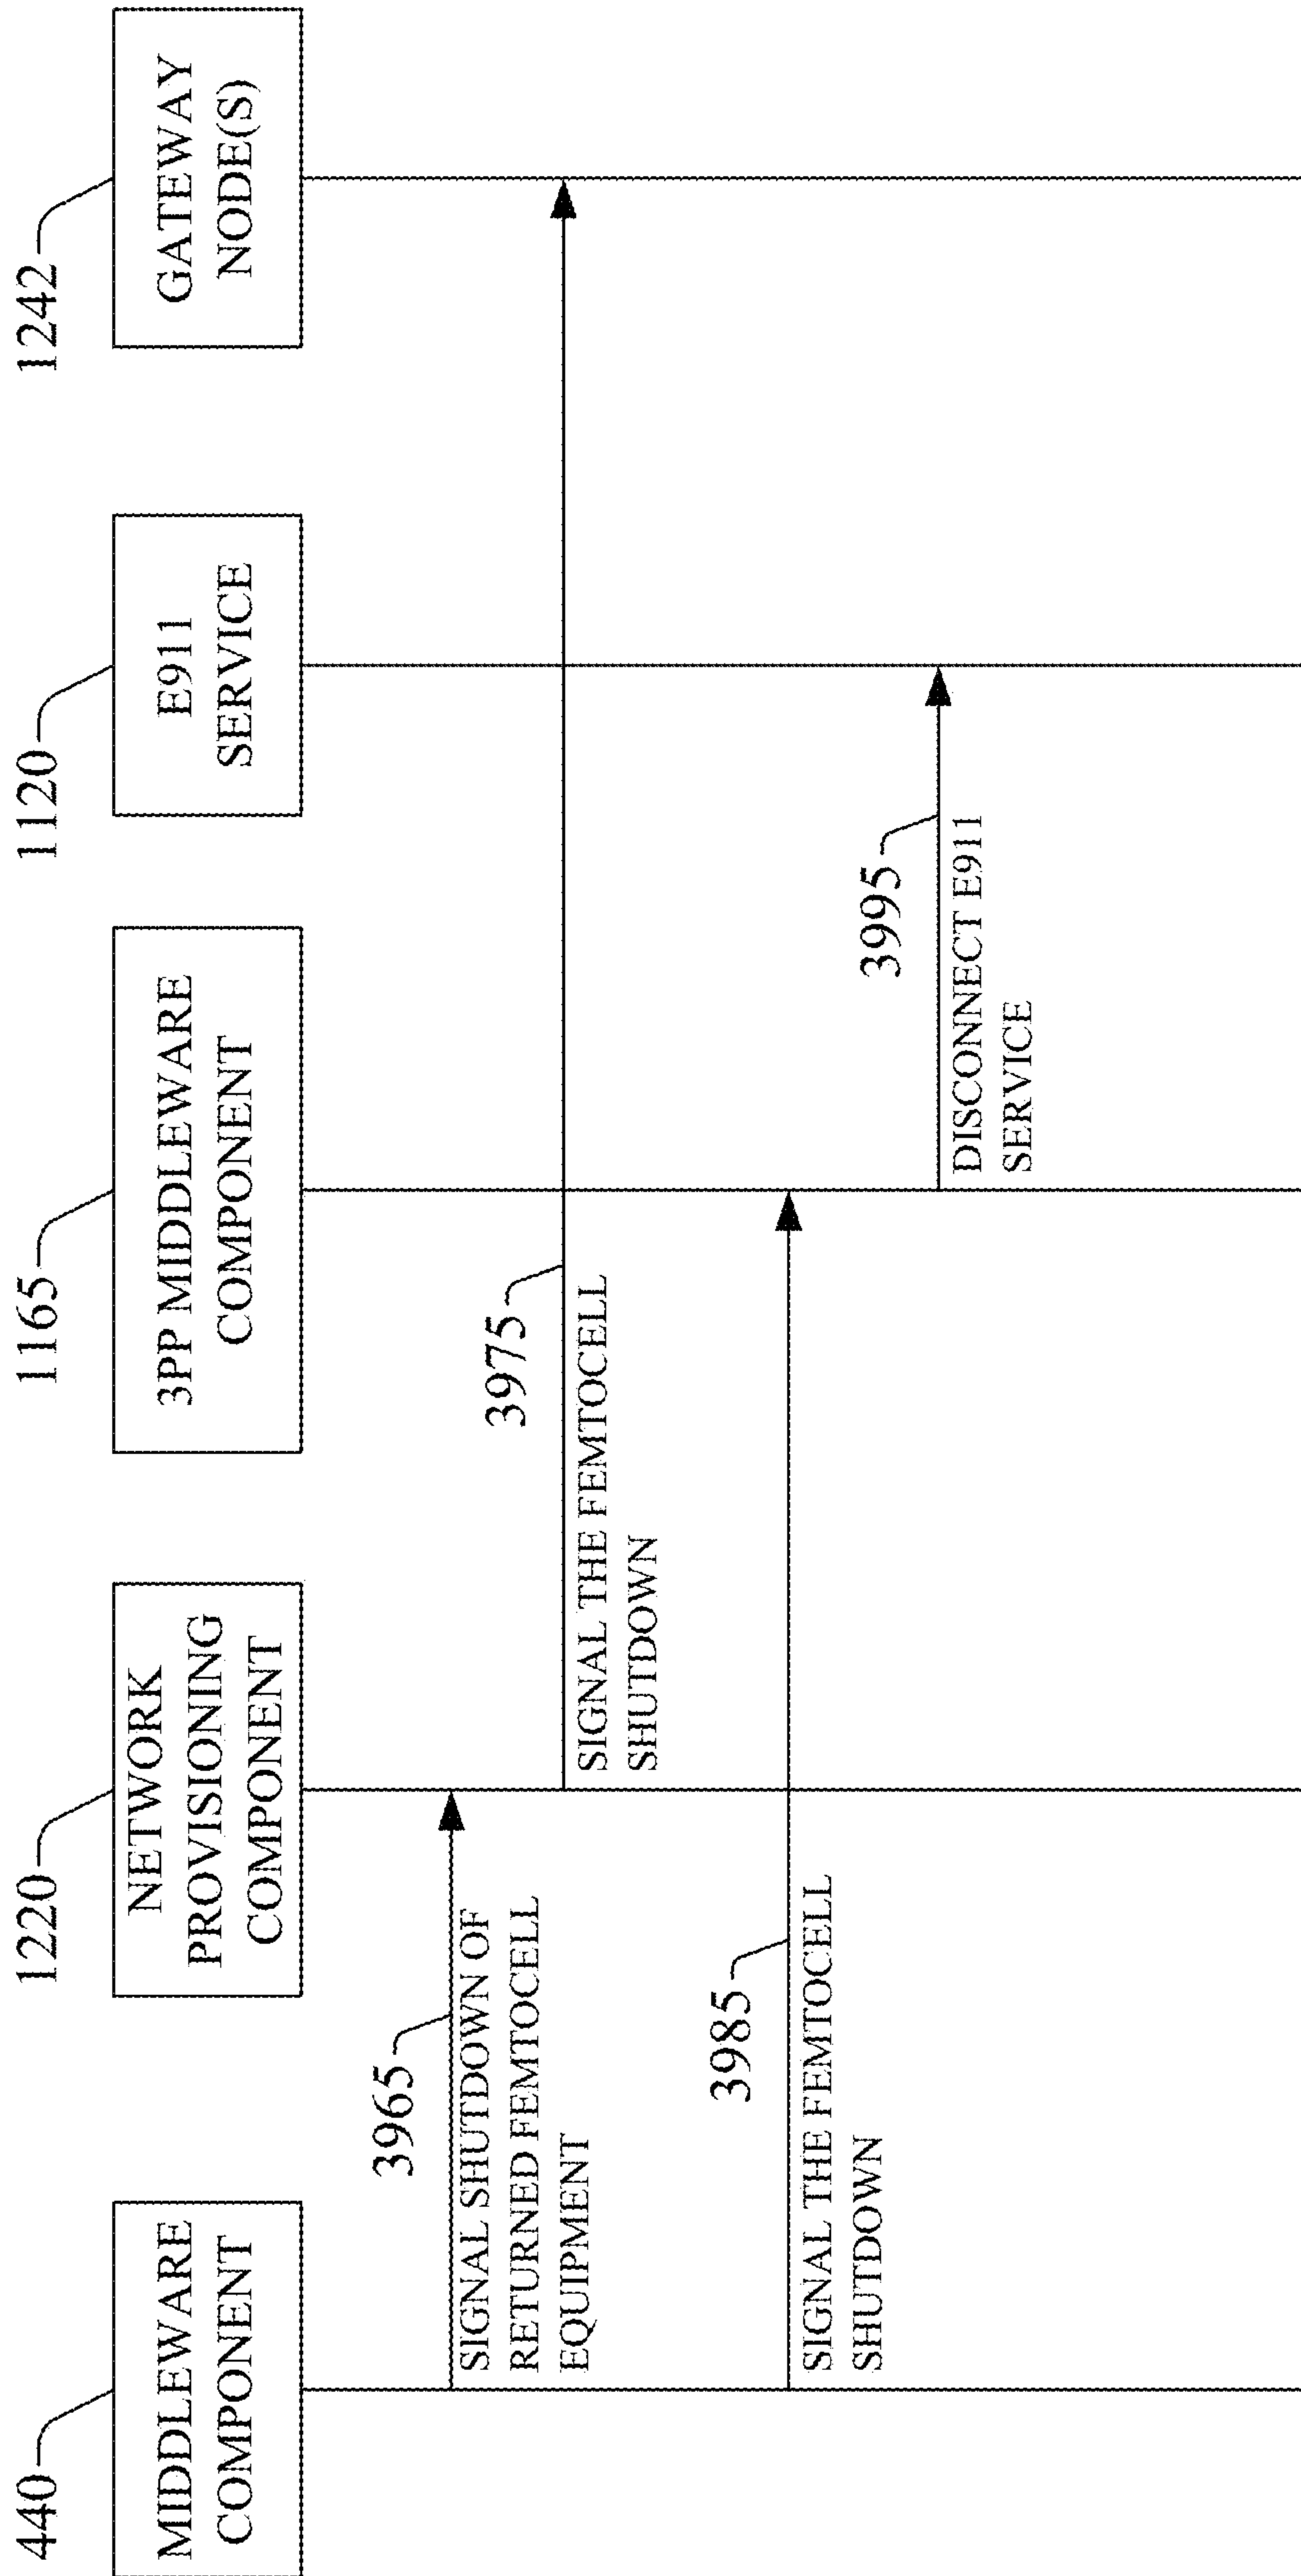 440
MIDDLEWARE
COMPONENT
1220
NETWORK
PROVISIONING
COMPONENT
1165
3PP MIDDLEWARE
COMPONENT
1120
E911
SERVICE
1242
GATEWAY
NODE(S)
3965
SIGNAL SHUTDOWN OF
RETURNED FEMTOCELL
EQUIPMENT
3975
SIGNAL THE FEMTOCELL
SHUTDOWN
3985
SIGNAL THE FEMTOCELL
SHUTDOWN
3995
DISCONNECT E911
SERVICE